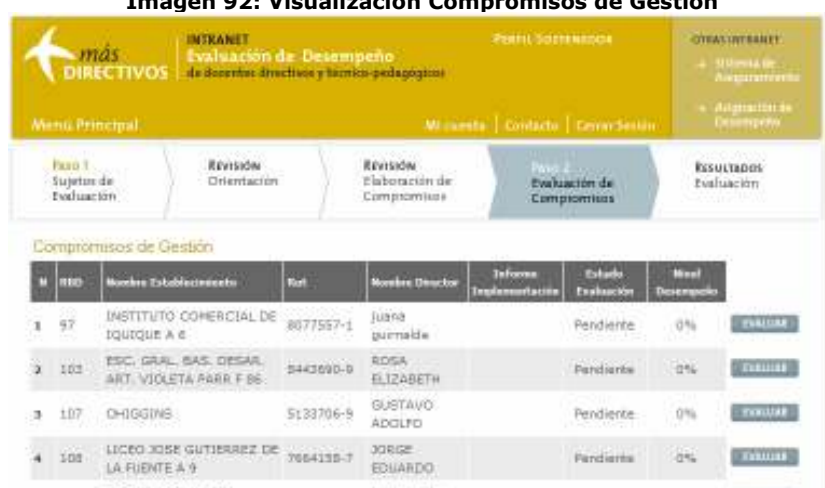 Imagen 92: Visualización Compromisos de Gestión
más
DIRECTIVOS
INTRANET
Evaluación de Desempeño
de docentes directivos y técnico-pedagógicos
PERFIL SOSTENEDOR
OTRAS INTRANET
Sistema de
Aseguramiento
Asignación de
Desempeño
Menú Principal
Mi cuenta | Contacto | Cerrar Sesión
PASO 1
Sujetos de
Evaluación
REVISIÓN
Orientación
REVISIÓN
Elaboración de
Compromisos
PASO 2
Evaluación de
Compromisos
RESULTADOS
Evaluación
Compromisos de Gestión
N RBD Nombre Establecimiento Rut Nombre Director Informe Implementación Estado Evaluación Nivel Desempeño
1 97 INSTITUTO COMERCIAL DE IQUIQUE A 6 8077557-1 juana Pendiente 0% EVALUAR
2 103 ESC. GRAL. BAS. DESAR. ART. VIOLETA PARR F 86 ROSA ELIZABETH Pendiente 0% EVALUAR
3 107 OHIGGINS 5133706-9 GUSTAVO ADOLFO Pendiente 0% EVALUAR
4 108 LICEO JOSE GUTIERREZ DE LA FUENTE A 9 JORGE EDUARDO Pendiente 0% EVALUAR